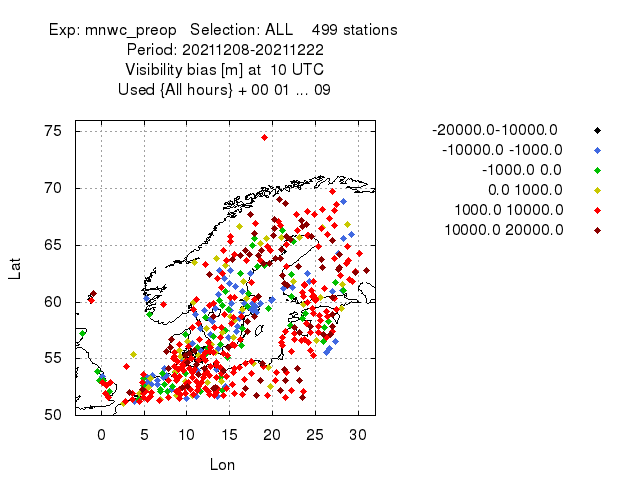 Exp: mnwc_preop   Selection: ALL    499 stations
Period: 20211208-20211222
Visibility bias [m] at  10 UTC
Used {All hours} + 00 01 ... 09
-20000.0-10000.0
-10000.0 -1000.0
-1000.0 0.0
0.0 1000.0
1000.0 10000.0
10000.0 20000.0
75
70
65
60
55
50
Lat
0 5 10 15 20 25 30
Lon